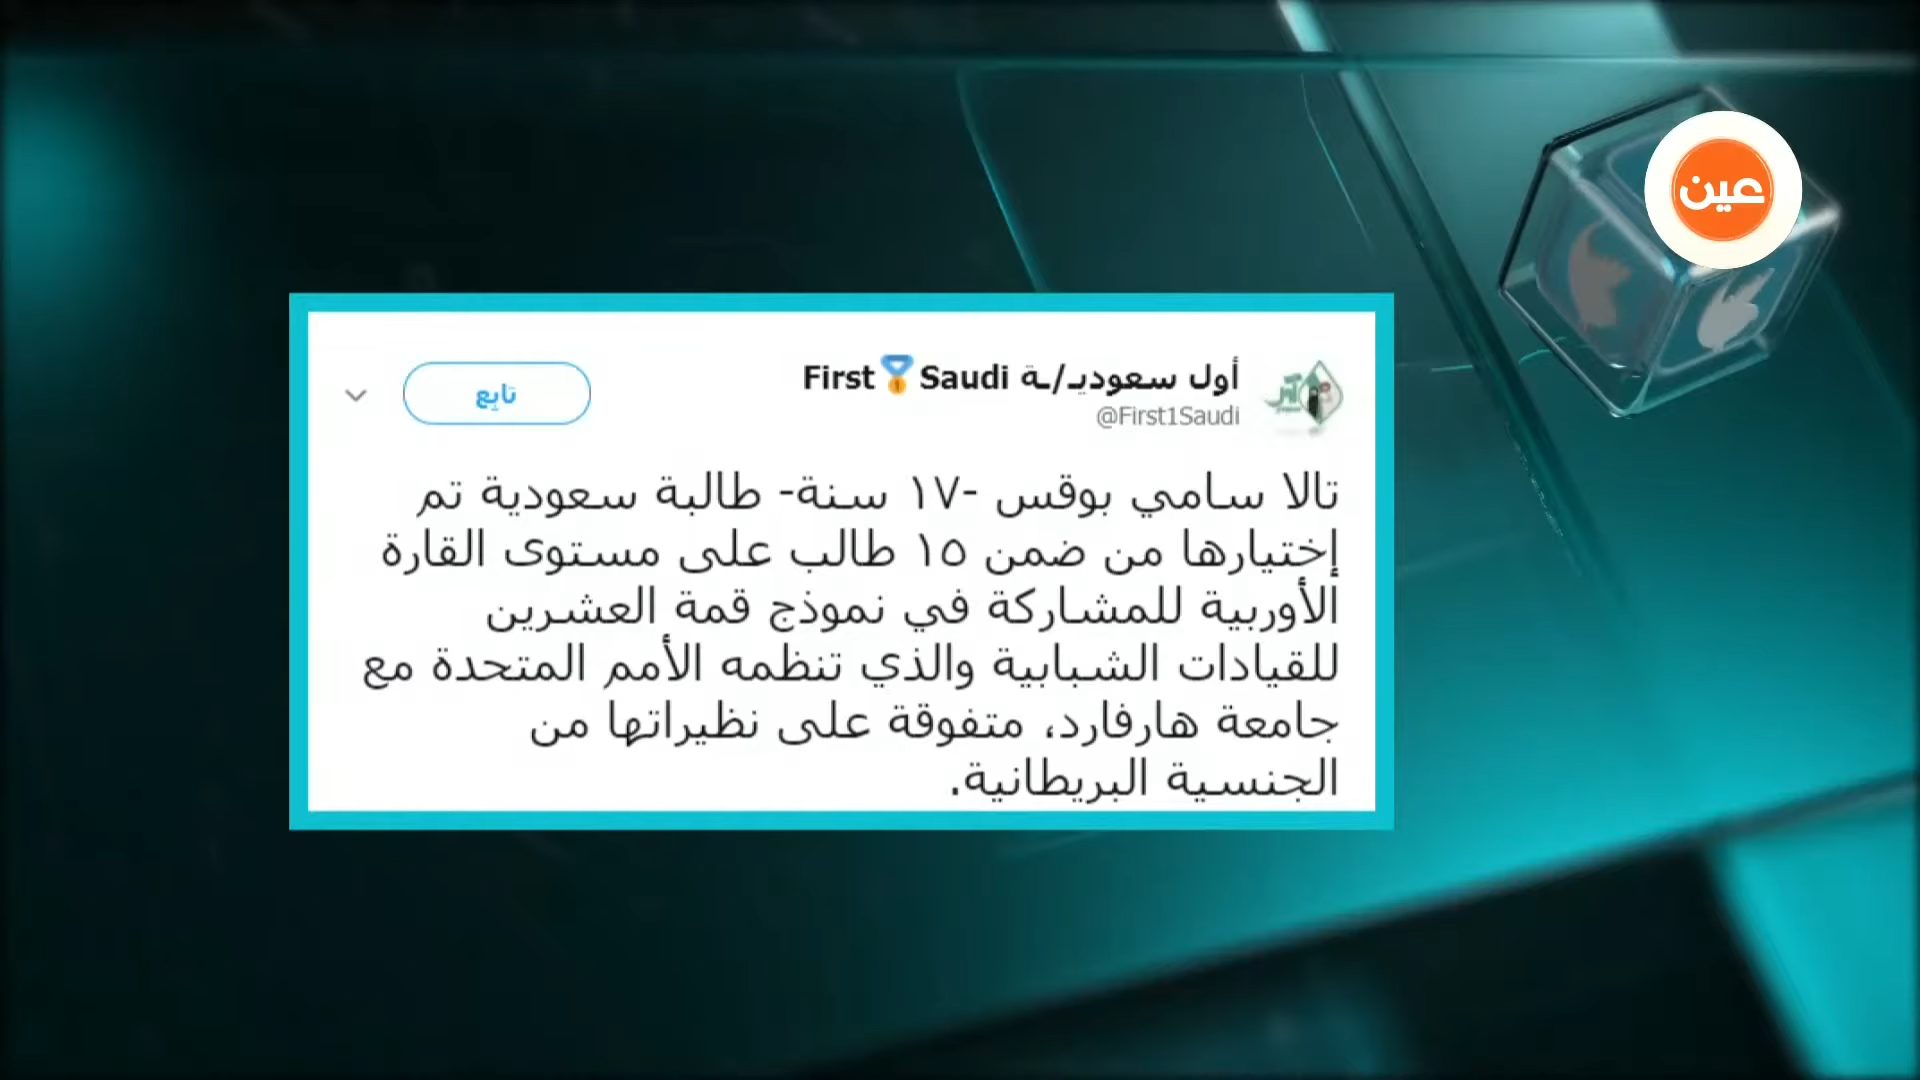 عين
أول سعوديـ/ـة First🏅Saudi
@First1Saudi
تابِع
تالا سامي بوقس -١٧ سنة- طالبة سعودية تم
إختيارها من ضمن ١٥ طالب على مستوى القارة
الأوربية للمشاركة في نموذج قمة العشرين
للقيادات الشبابية والذي تنظمه الأمم المتحدة مع
جامعة هارفارد، متفوقة على نظيراتها من
الجنسية البريطانية.